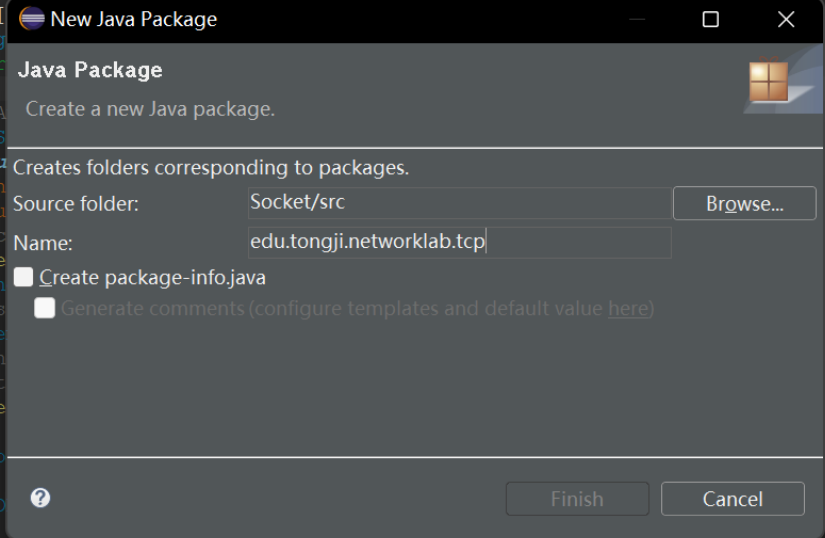 New Java Package
Java Package
Create a new Java package.
Creates folders corresponding to packages.
Source folder: Socket/src Browse...
Name: edu.tongji.networklab.tcp
Create package-info.java
Generate comments (configure templates and default value here)
Finish Cancel